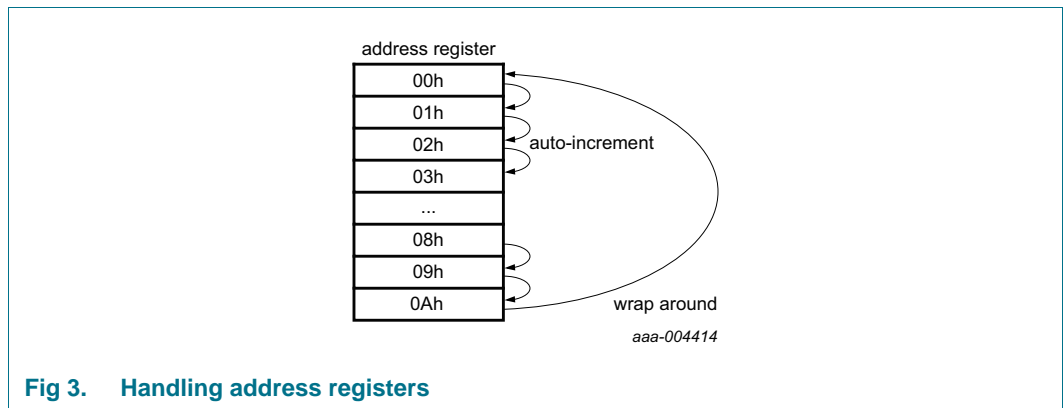 address register
00h
01h
02h
auto-increment
03h
...
08h
09h
0Ah
wrap around
aaa-004414
Fig 3. Handling address registers